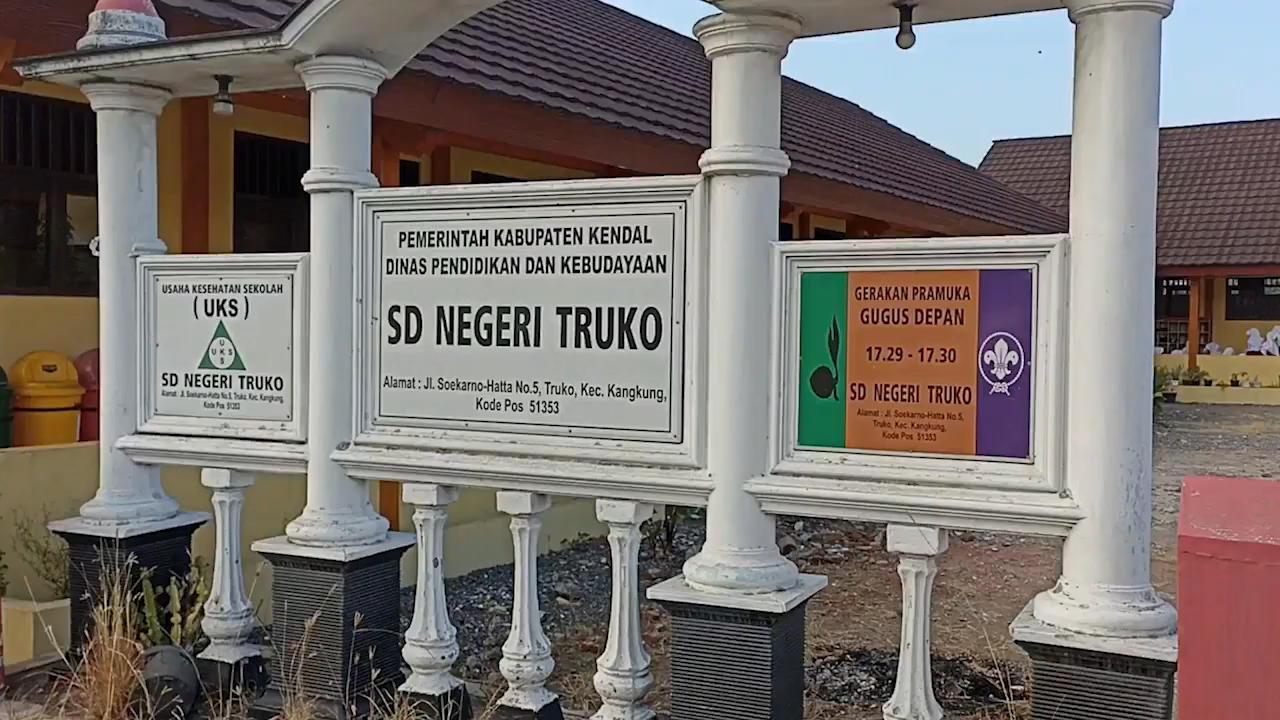 USAHA KESEHATAN SEKOLAH
( UKS )
U
U K S
S
SD NEGERI TRUKO
Alamat : Jl. Soekarno-Hatta No.5, Truko, Kec. Kangkung,
Kode Pos 51353
PEMERINTAH KABUPATEN KENDAL
DINAS PENDIDIKAN DAN KEBUDAYAAN
SD NEGERI TRUKO
Alamat : Jl. Soekarno-Hatta No.5, Truko, Kec. Kangkung,
Kode Pos 51353
GERAKAN PRAMUKA
GUGUS DEPAN
17.29 - 17.30
SD NEGERI TRUKO
Alamat : Jl. Soekarno-Hatta No.5,
Truko, Kec. Kangkung,
Kode Pos 51353